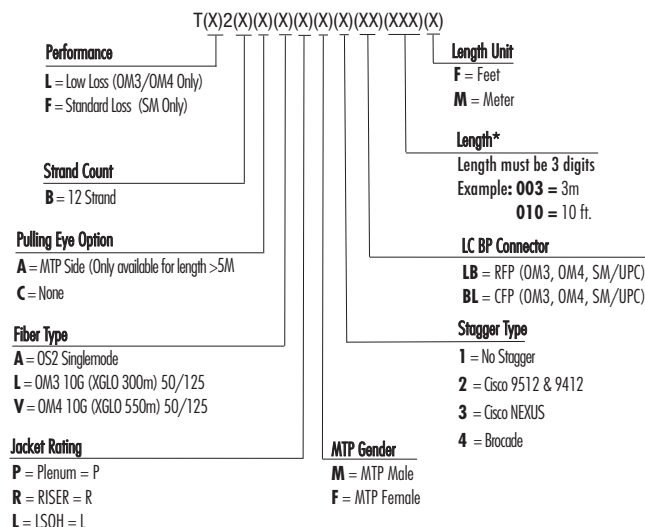 T(X)2(X)(X)(X)(X)(X)(X)(XX)(XXX)(X)
Performance
L = Low Loss (OM3/OM4 Only)
F = Standard Loss (SM Only)
Strand Count
B = 12 Strand
Pulling Eye Option
A = MTP Side (Only available for length >5M
C = None
Fiber Type
A = OS2 Singlemode
L = OM3 10G (XGLO 300m) 50/125
V = OM4 10G (XGLO 550m) 50/125
Jacket Rating
P = Plenum = P
R = RISER = R
L = LSOH = L
MTP Gender
M = MTP Male
F = MTP Female
Stagger Type
1 = No Stagger
2 = Cisco 9512 & 9412
3 = Cisco NEXUS
4 = Brocade
LC BP Connector
LB = RFP (OM3, OM4, SM/UPC)
BL = CFP (OM3, OM4, SM/UPC)
Length*
Length must be 3 digits
Example: 003 = 3m
010 = 10 ft.
Length Unit
F = Feet
M = Meter